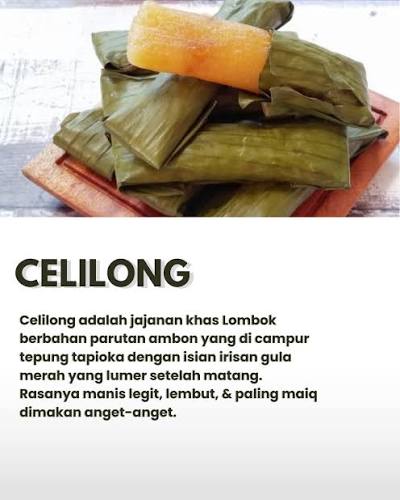 CELILONG
Celilong adalah jajanan khas Lombok
berbahan parutan ambon yang di campur
tepung tapioka dengan isian irisan gula
merah yang lumer setelah matang.
Rasanya manis legit, lembut, & paling maiq
dimakan anget-anget.